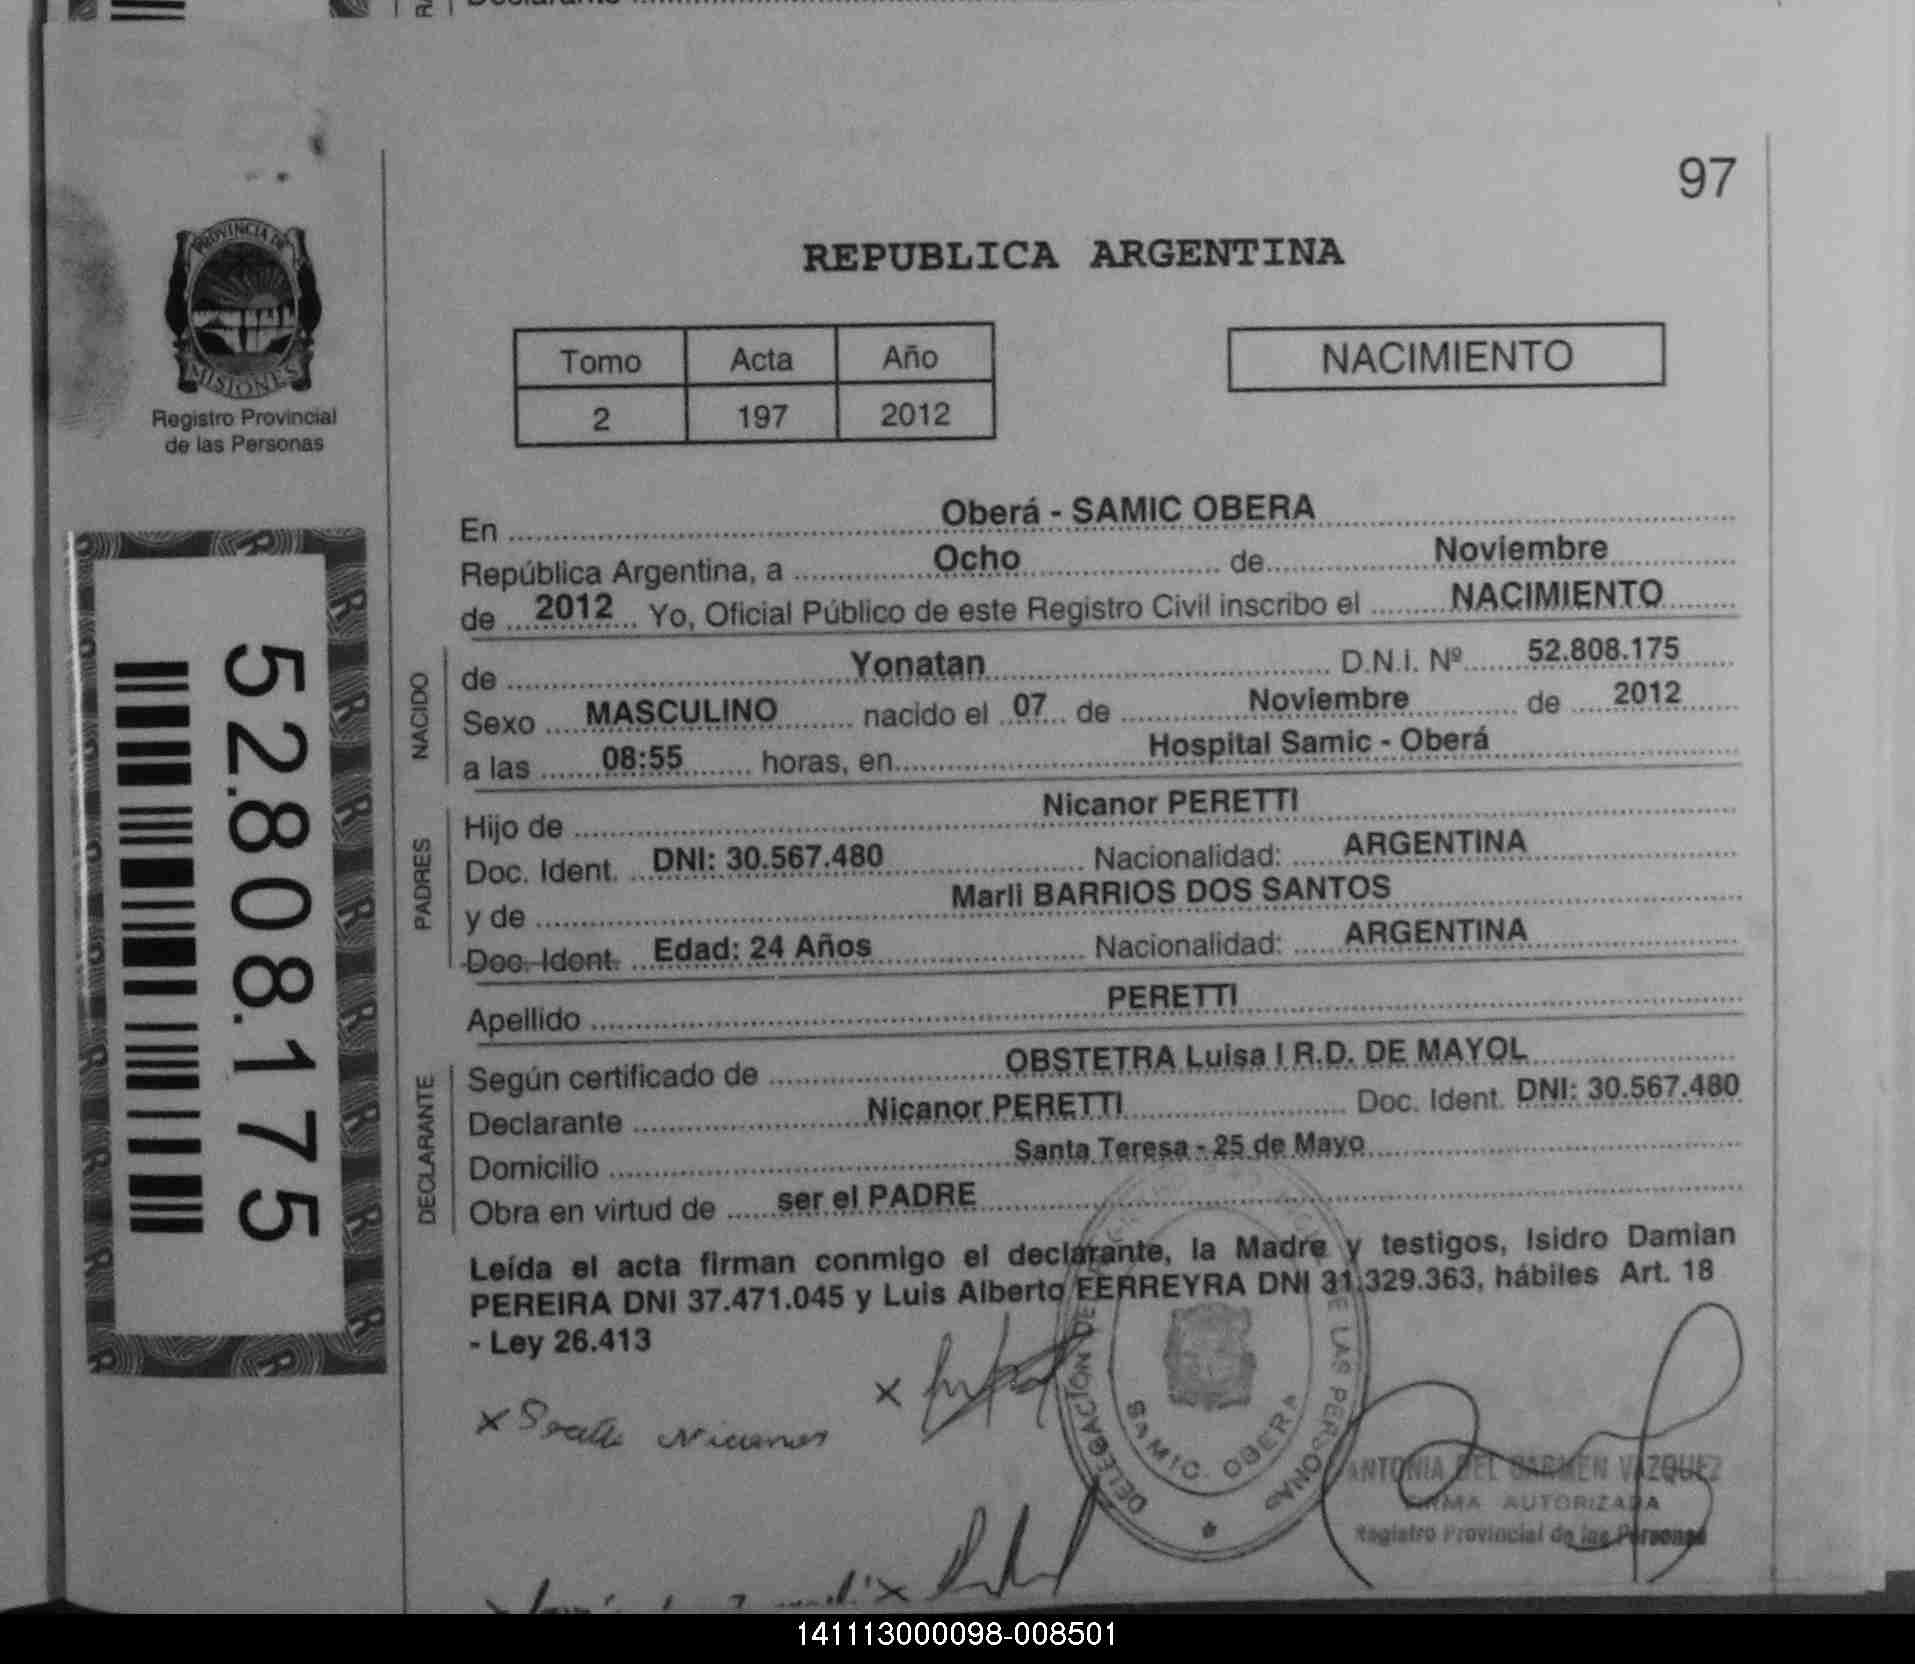 97
PROVINCIA DE
MISIONES
Registro Provincial
de las Personas
REPUBLICA ARGENTINA
Tomo Acta Año
2 197 2012
NACIMIENTO
52.808.175
En Oberá - SAMIC OBERA
República Argentina, a Ocho de Noviembre
de 2012 Yo, Oficial Público de este Registro Civil inscribo el NACIMIENTO
NACIDO
de Yonatan D.N.I. Nº 52.808.175
Sexo MASCULINO nacido el 07 de Noviembre de 2012
a las 08:55 horas, en Hospital Samic - Oberá
PADRES
Hijo de Nicanor PERETTI
Doc. Ident. DNI: 30.567.480 Nacionalidad: ARGENTINA
y de Marli BARRIOS DOS SANTOS
Doc. Ident. Edad: 24 Años Nacionalidad: ARGENTINA
Apellido PERETTI
DECLARANTE
Según certificado de OBSTETRA Luisa I R.D. DE MAYOL
Declarante Nicanor PERETTI Doc. Ident. DNI: 30.567.480
Domicilio Santa Teresa - 25 de Mayo
Obra en virtud de ser el PADRE
Leída el acta firman conmigo el declarante, la Madre y testigos, Isidro Damian
PEREIRA DNI 37.471.045 y Luis Alberto FERREYRA DNI 31.329.363, hábiles Art. 18
- Ley 26.413
x Nicanor
x
DELEGACION DE LAS PERSONAS
SAMIC. OBERA
ANTONIA DEL CARMEN VAZQUEZ
FIRMA AUTORIZADA
Registro Provincial de las Personas
141113000098-008501